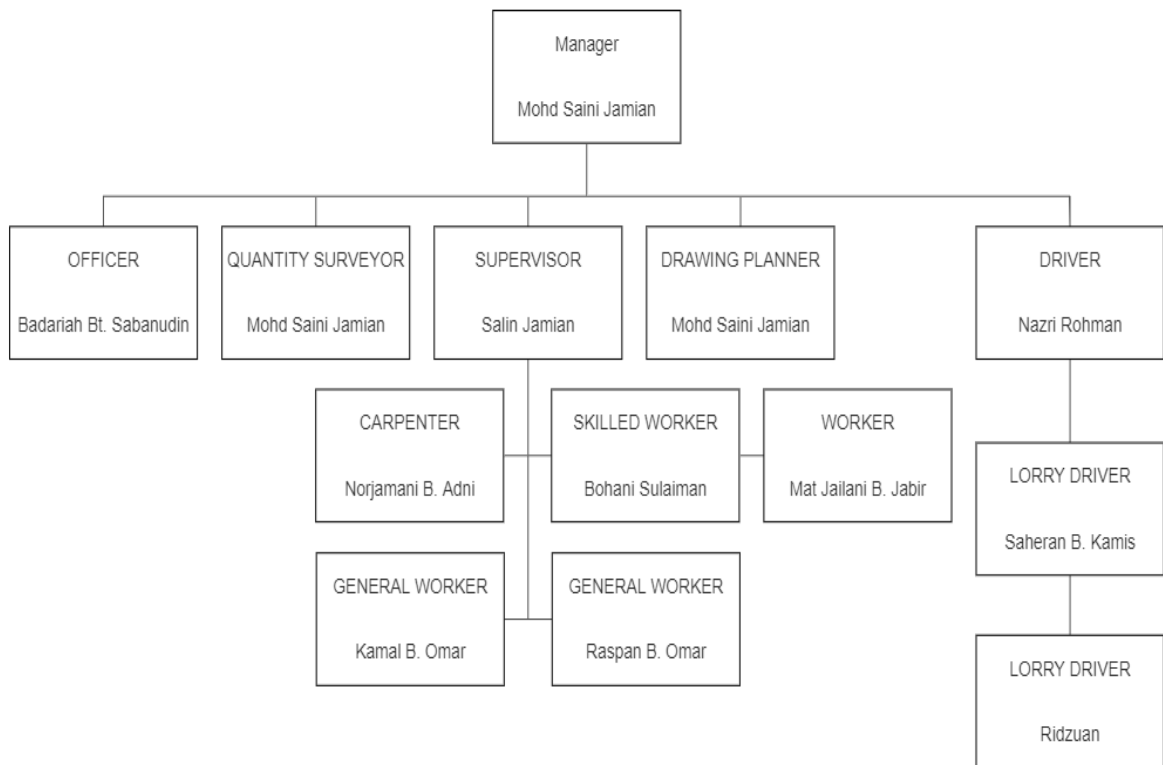 Manager
Mohd Saini Jamian
OFFICER
Badariah Bt. Sabanudin
QUANTITY SURVEYOR
Mohd Saini Jamian
SUPERVISOR
Salin Jamian
DRAWING PLANNER
Mohd Saini Jamian
DRIVER
Nazri Rohman
CARPENTER
Norjamani B. Adni
SKILLED WORKER
Bohani Sulaiman
WORKER
Mat Jailani B. Jabir
LORRY DRIVER
Saheran B. Kamis
GENERAL WORKER
Kamal B. Omar
GENERAL WORKER
Raspan B. Omar
LORRY DRIVER
Ridzuan